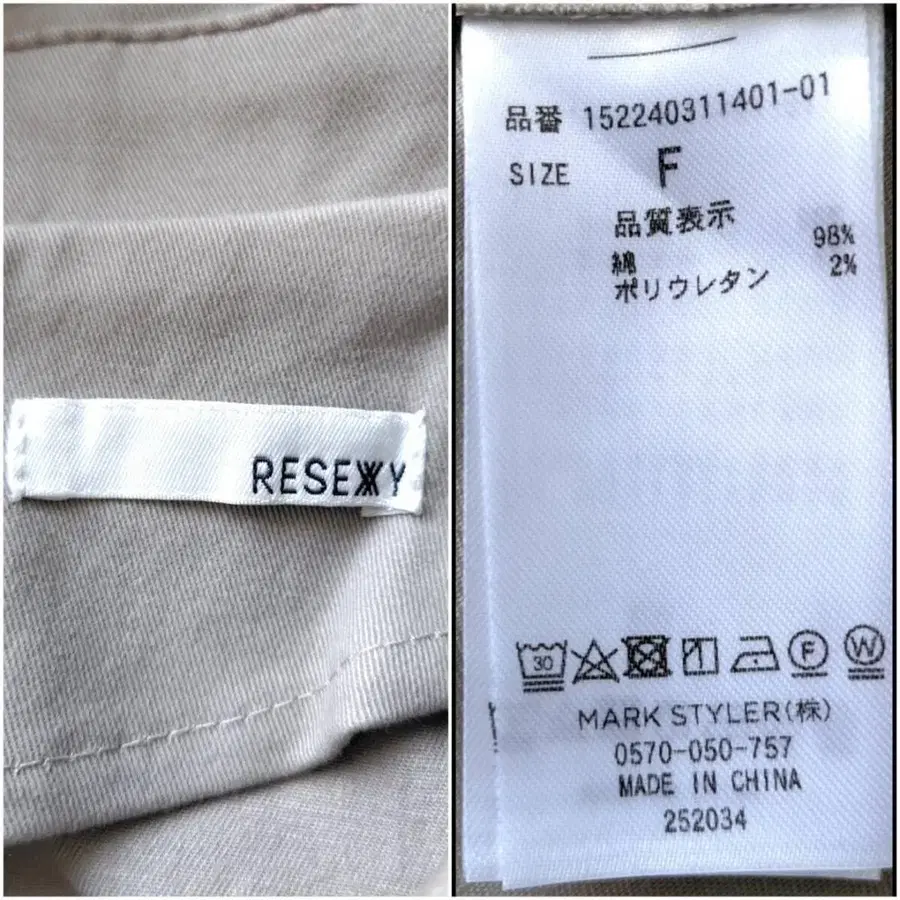 RESEXXY
品番 152240311401-01
SIZE F
品質表示
綿 98%
ポリウレタン 2%
30 F W
MARK STYLER(株)
0570-050-757
MADE IN CHINA
252034